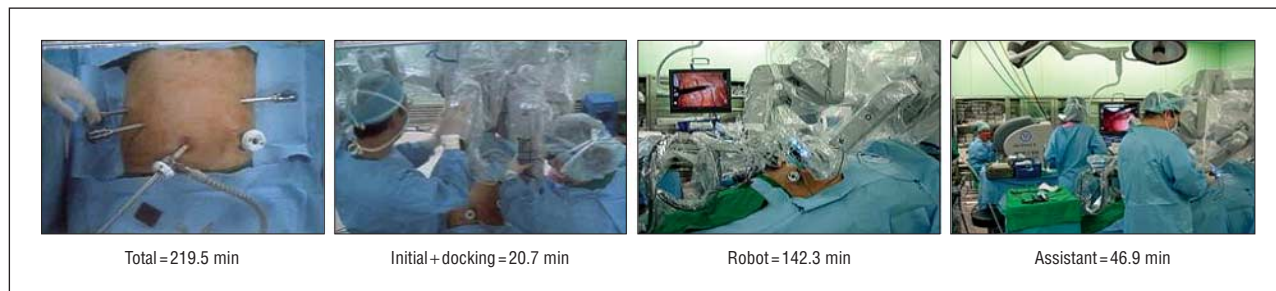 Total=219.5 min
Initial+docking=20.7 min
Robot=142.3 min
Assistant=46.9 min